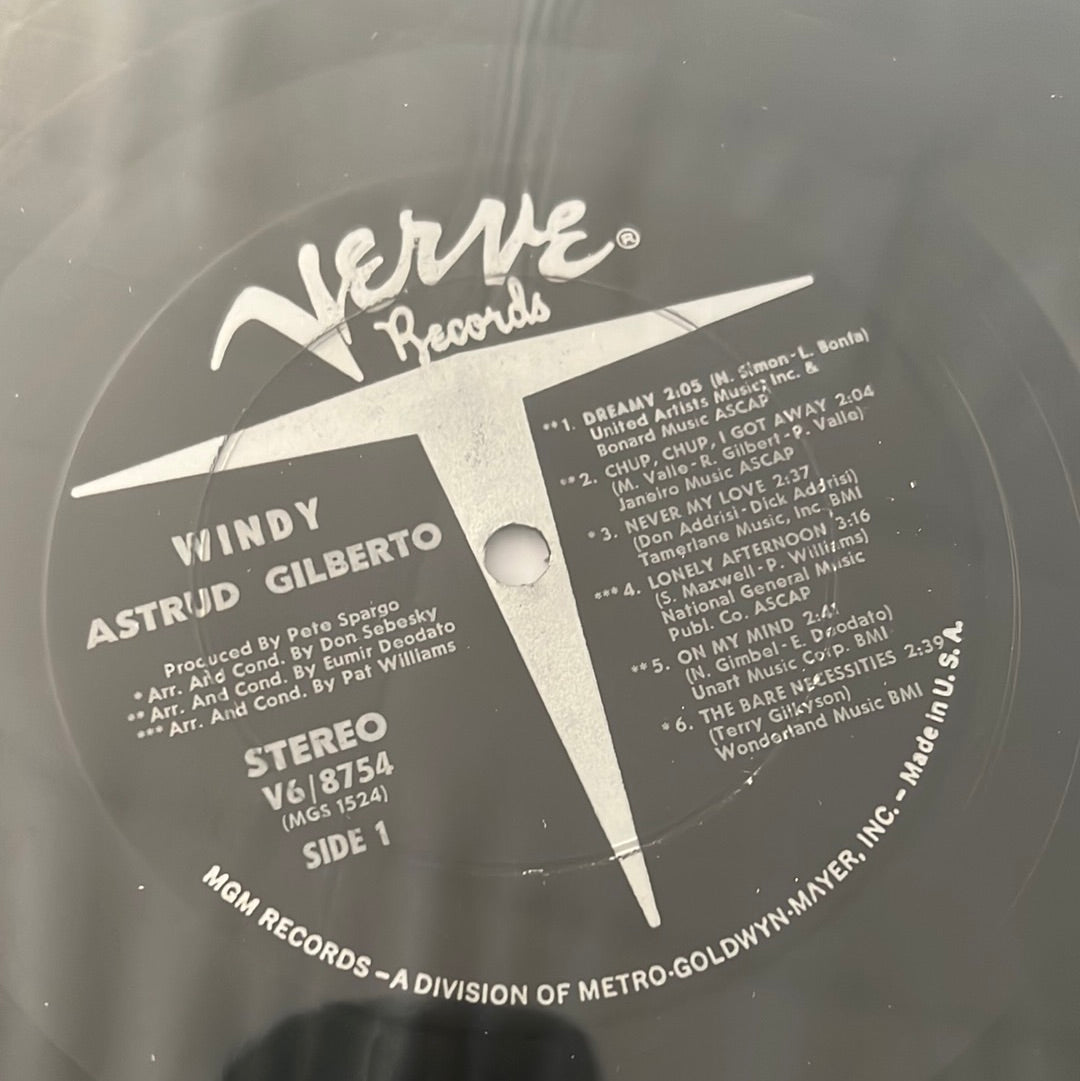 Verve®
Records
WINDY
ASTRUD GILBERTO
Produced By Pete Spargo
* Arr. And Cond. By Don Sebesky
** Arr. And Cond. By Eumir Deodato
*** Arr. And Cond. By Pat Williams
STEREO
V6/8754
(MGS 1524)
SIDE 1
**1. DREAMY 2:05 (N. Simon-L. Bonfa)
United Artists Music, Inc. &
Bonard Music ASCAP
**2. CHUP, CHUP, I GOT AWAY 2:04
(M. Valle-R. Gilbert-P. Valle)
Janeiro Music ASCAP
*3. NEVER MY LOVE 2:37
(Don Addrisi-Dick Addrisi)
Tamerlane Music, Inc. BMI
***4. LONELY AFTERNOON 3:16
(S. Maxwell-P. Williams)
National General Music
Publ. Co. ASCAP
**5. ON MY MIND 2:41
(N. Gimbel-E. Deodato)
Unart Music Corp. BMI
*6. THE BARE NECESSITIES 2:39
(Terry Gilkyson)
Wonderland Music BMI
MGM RECORDS – A DIVISION OF METRO-GOLDWYN-MAYER, INC. – Made in U.S.A.